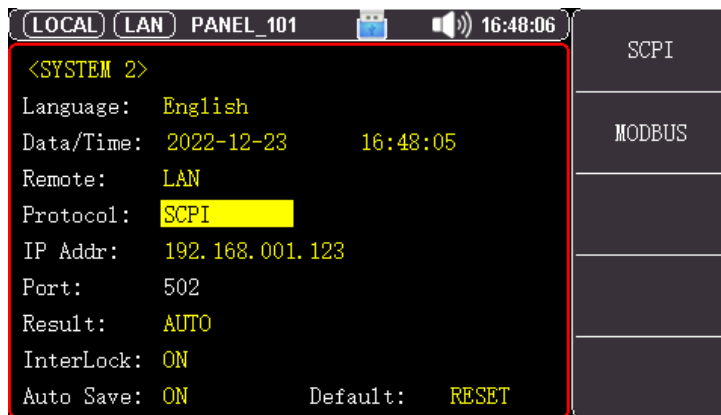 (LOCAL) (LAN) PANEL_101 16:48:06
SCPI
<SYSTEM 2>
Language: English
MODBUS
Data/Time: 2022-12-23 16:48:05
Remote: LAN
Protocol: SCPI
IP Addr: 192.168.001.123
Port: 502
Result: AUTO
InterLock: ON
Auto Save: ON Default: RESET